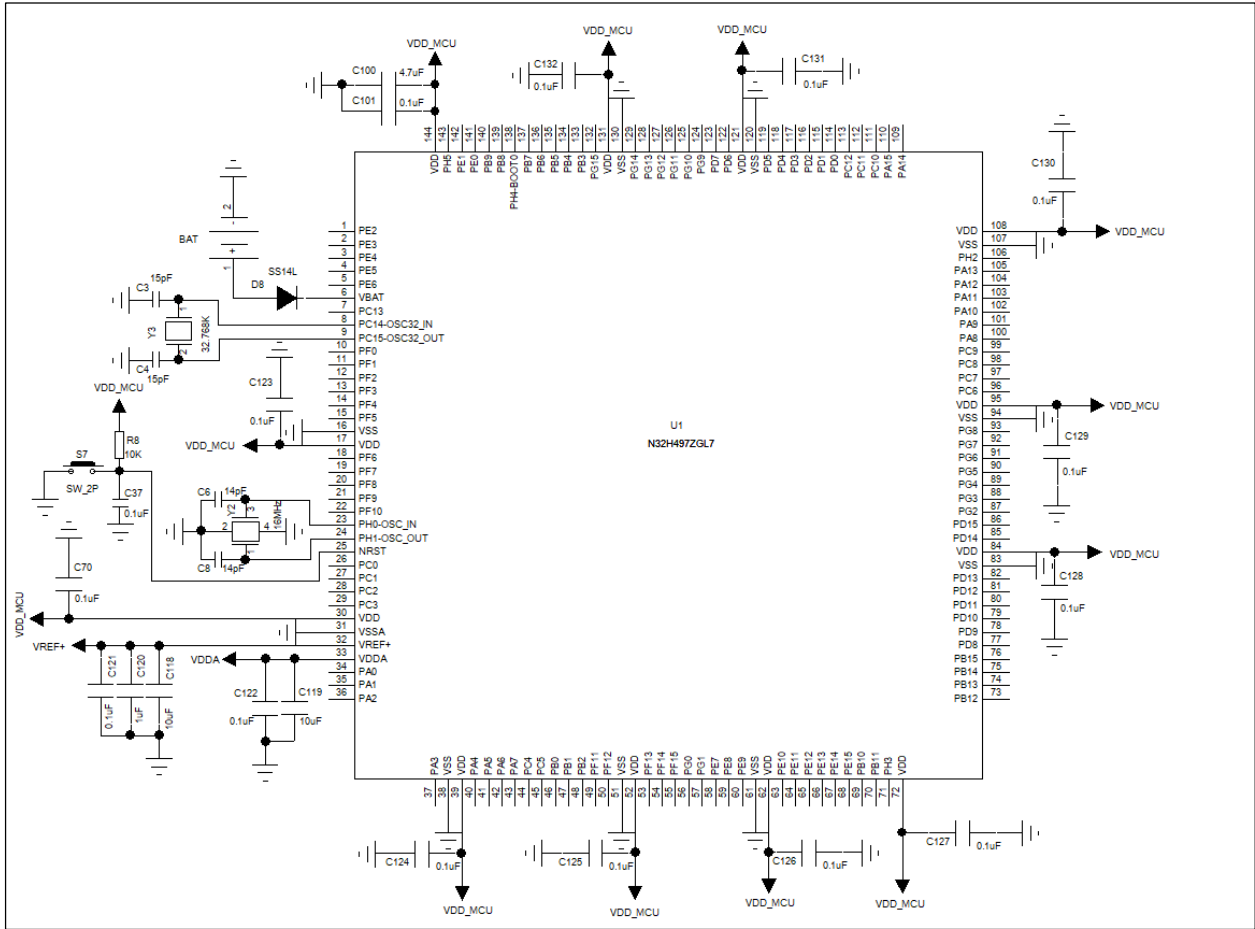 VDD_MCU
VDD_MCU
VDD_MCU
C100
4.7uF
C101
0.1uF
C132
0.1uF
C131
0.1uF
C130
0.1uF
144 VDD
143 PH5
142 PE1
141 PE0
140 PB9
139 PB8
138 PH4-BOOT0
137 PB7
136 PB6
135 PB5
134 PB4
133 PB3
132 PG15
131 VDD
130 VSS
129 PG14
128 PG13
127 PG12
126 PG11
125 PG10
124 PG9
123 PD7
122 PD6
121 VDD
120 VSS
119 PD5
118 PD4
117 PD3
116 PD2
115 PD1
114 PD0
113 PC12
112 PC11
111 PC10
110 PA15
109 PA14
2
-
BAT
+
1
SS14L
D8
C3
15pF
1
Y3
32.768K
2
C4
15pF
VDD_MCU
R8
10K
S7
SW_2P
C37
0.1uF
C123
0.1uF
VDD_MCU
C6
14pF
3
Y2
16MHz
2
4
1
C8
14pF
C70
0.1uF
VDD_MCU
VREF+
C121
0.1uF
C120
1uF
C118
10uF
VDDA
C122
0.1uF
C119
10uF
1 PE2
2 PE3
3 PE4
4 PE5
5 PE6
6 VBAT
7 PC13
8 PC14-OSC32_IN
9 PC15-OSC32_OUT
10 PF0
11 PF1
12 PF2
13 PF3
14 PF4
15 PF5
16 VSS
17 VDD
18 PF6
19 PF7
20 PF8
21 PF9
22 PF10
23 PH0-OSC_IN
24 PH1-OSC_OUT
25 NRST
26 PC0
27 PC1
28 PC2
29 PC3
30 VDD
31 VSSA
32 VREF+
33 VDDA
34 PA0
35 PA1
36 PA2
U1
N32H497ZGL7
VDD 108
VSS 107
PH2 106
PA13 105
PA12 104
PA11 103
PA10 102
PA9 101
PA8 100
PC9 99
PC8 98
PC7 97
PC6 96
VDD 95
VSS 94
PG8 93
PG7 92
PG6 91
PG5 90
PG4 89
PG3 88
PG2 87
PD15 86
PD14 85
VDD 84
VSS 83
PD13 82
PD12 81
PD11 80
PD10 79
PD9 78
PD8 77
PB15 76
PB14 75
PB13 74
PB12 73
VDD_MCU
VDD_MCU
C129
0.1uF
VDD_MCU
C128
0.1uF
37 PA3
38 VSS
39 VDD
40 PA4
41 PA5
42 PA6
43 PA7
44 PC4
45 PC5
46 PB0
47 PB1
48 PB2
49 PF11
50 PF12
51 VSS
52 VDD
53 PF13
54 PF14
55 PF15
56 PG0
57 PG1
58 PE7
59 PE8
60 PE9
61 VSS
62 VDD
63 PE10
64 PE11
65 PE12
66 PE13
67 PE14
68 PE15
69 PB10
70 PB11
71 PH3
72 VDD
C124
0.1uF
C125
0.1uF
C126
0.1uF
C127
0.1uF
VDD_MCU
VDD_MCU
VDD_MCU
VDD_MCU